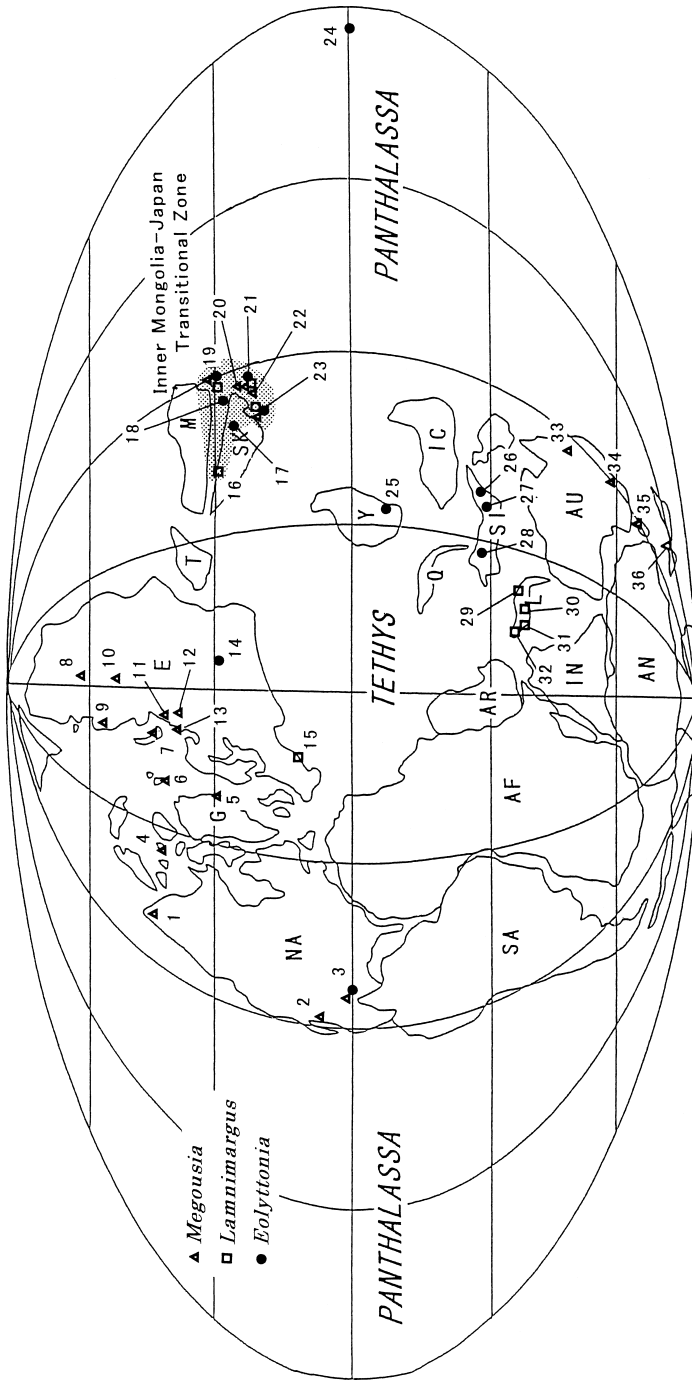 Megousia
Lamnimargus
Eolyttonia
PANTHALASSA
PANTHALASSA
TETHYS
Inner Mongolia-Japan
Transitional Zone
NA
SA
AF
G
E
AR
IN
AN
L
T
M
SK
Y
Q
SI
IC
AU
1
2
3
4
5
6
7
8
9
10
11
12
13
14
15
16
17
18
19
20
21
22
23
24
25
26
27
28
29
30
31
32
33
34
35
36